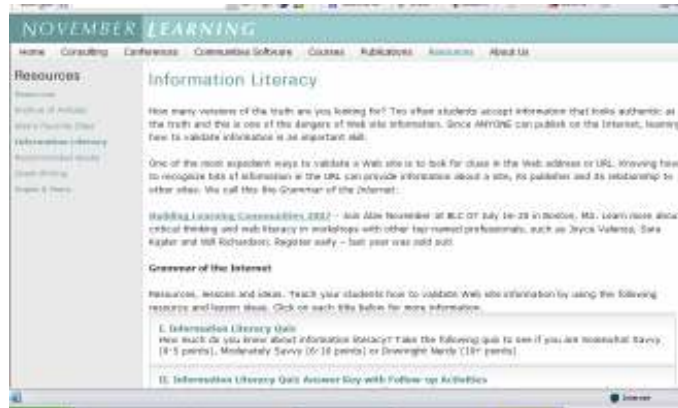 NOVEMBER LEARNING
Home Consulting Conferences Communities Software Courses Publications Resources About Us
Resources
Resources
Archive of Articles
Information Literacy
Information Literacy
How many versions of the truth are you looking for? Too often students accept information that looks authentic as
the truth and this is one of the dangers of Web site information. Since ANYONE can publish on the Internet, learning
how to validate information is an important skill.
One of the most expedient ways to validate a Web site is to look for clues in the Web address or URL. Knowing how
to recognize bits of information in the URL can provide information about a site, its publisher and its relationship to
other sites. We call this the Grammar of the Internet.
Building Learning Communities 2007 - Join Alan November at BLC 07 July 16-20 in Boston, MA. Learn more about
critical thinking and web literacy in workshops with other top-named professionals, such as Joyce Valenza, Sara
Kajder and Will Richardson. Register early - last year was sold out!
Grammar of the Internet
Resources, lessons and ideas. Teach your students how to validate Web site information by using the following
resource and lesson ideas. Click on each title below for more information.
I. Information Literacy Quiz
How much do you know about information literacy? Take the following quiz to see if you are Somewhat Savvy
(0-5 points), Moderately Savvy (6-10 points) or Downright Nerdy (10+ points)
II. Information Literacy Quiz Answer Key with Follow-up Activities
Internet